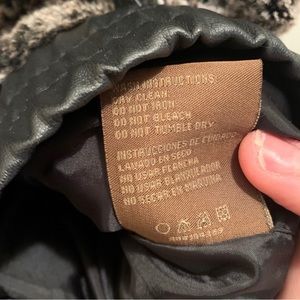 WASH INSTRUCTIONS:
DRY CLEAN
DO NOT IRON
DO NOT BLEACH
DO NOT TUMBLE DRY
INSTRUCCIONES DE CUIDADO:
LAVADO EN SECO
NO USAR PLANCHA
NO USAR BLANQUEADOR
NO SECAR EN MAQUINA